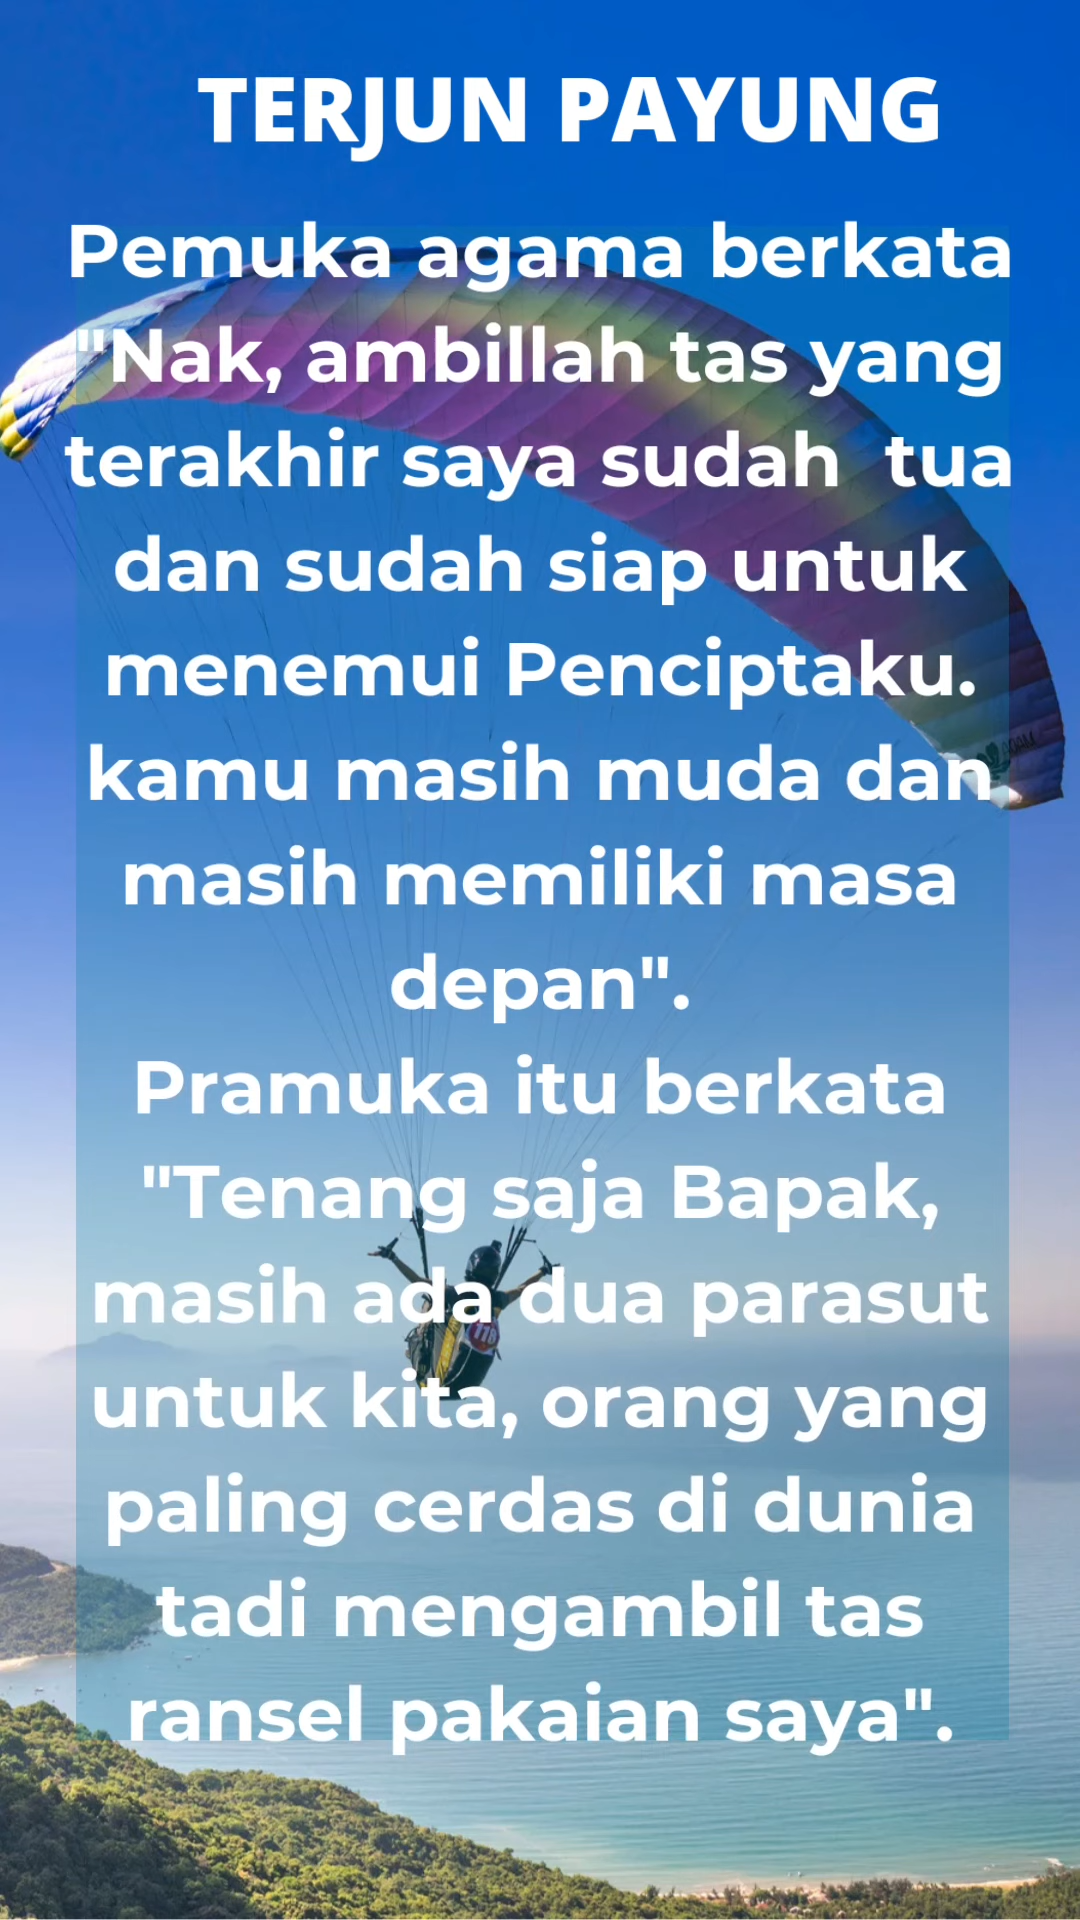 TERJUN PAYUNG
Pemuka agama berkata
"Nak, ambillah tas yang
terakhir saya sudah  tua
dan sudah siap untuk
menemui Penciptaku.
kamu masih muda dan
masih memiliki masa
depan".
Pramuka itu berkata
"Tenang saja Bapak,
masih ada dua parasut
untuk kita, orang yang
paling cerdas di dunia
tadi mengambil tas
ransel pakaian saya".